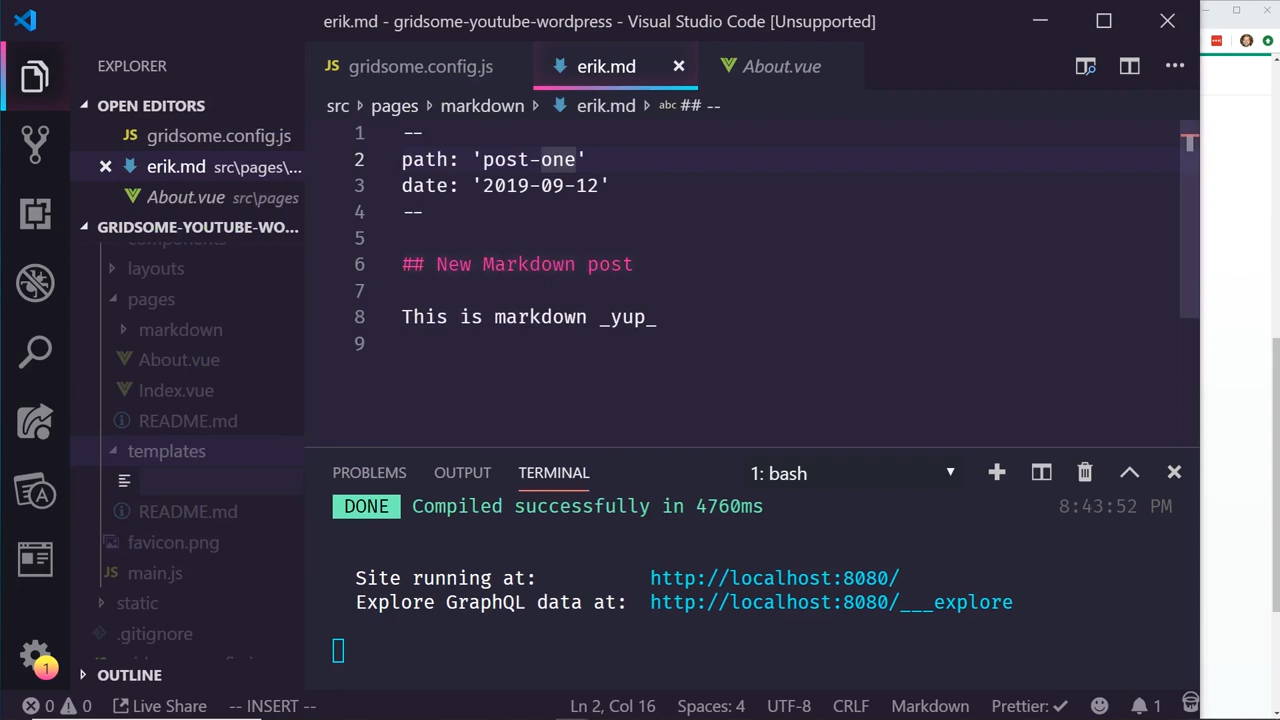 erik.md - gridsome-youtube-wordpress - Visual Studio Code [Unsupported]
EXPLORER
OPEN EDITORS
JS gridsome.config.js
erik.md src\pages\...
About.vue src\pages
GRIDSOME-YOUTUBE-WO...
components
layouts
pages
markdown
About.vue
Index.vue
README.md
templates
README.md
favicon.png
JS main.js
static
.gitignore
OUTLINE
JS gridsome.config.js
erik.md
About.vue
src > pages > markdown > erik.md > abc ## --
1 --
2 path: 'post-one'
3 date: '2019-09-12'
4 --
5
6 ## New Markdown post
7
8 This is markdown _yup_
9
PROBLEMS OUTPUT TERMINAL 1: bash
DONE Compiled successfully in 4760ms 8:43:52 PM
Site running at: http://localhost:8080/
Explore GraphQL data at: http://localhost:8080/___explore
1
0 0 Live Share -- INSERT -- Ln 2, Col 16 Spaces: 4 UTF-8 CRLF Markdown Prettier: ✓ 1